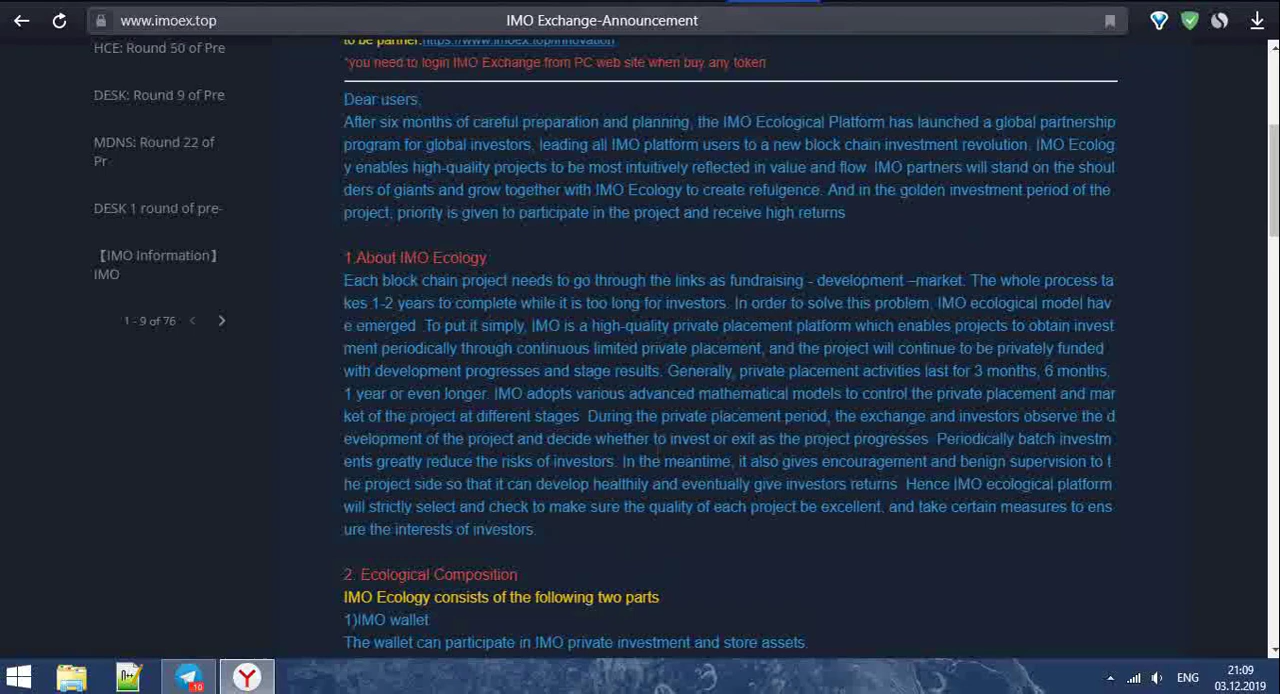 www.imoex.top
IMO Exchange-Announcement
HCE: Round 50 of Pre
DESK: Round 9 of Pre
MDNS: Round 22 of
Pr
DESK 1 round of pre-
【IMO Information】
IMO
1 - 9 of 76
to be partner:https://www.imoex.top/innovation
*you need to login IMO Exchange from PC web site when buy any token
Dear users,
After six months of careful preparation and planning, the IMO Ecological Platform has launched a global partnership
program for global investors, leading all IMO platform users to a new block chain investment revolution. IMO Ecolog
y enables high-quality projects to be most intuitively reflected in value and flow. IMO partners will stand on the shoul
ders of giants and grow together with IMO Ecology to create refulgence. And in the golden investment period of the
project, priority is given to participate in the project and receive high returns
1.About IMO Ecology
Each block chain project needs to go through the links as fundraising - development –market. The whole process ta
kes 1-2 years to complete while it is too long for investors. In order to solve this problem, IMO ecological model hav
e emerged. To put it simply, IMO is a high-quality private placement platform which enables projects to obtain invest
ment periodically through continuous limited private placement, and the project will continue to be privately funded
with development progresses and stage results. Generally, private placement activities last for 3 months, 6 months,
1 year or even longer. IMO adopts various advanced mathematical models to control the private placement and mar
ket of the project at different stages. During the private placement period, the exchange and investors observe the d
evelopment of the project and decide whether to invest or exit as the project progresses. Periodically batch investm
ents greatly reduce the risks of investors. In the meantime, it also gives encouragement and benign supervision to t
he project side so that it can develop healthily and eventually give investors returns. Hence IMO ecological platform
will strictly select and check to make sure the quality of each project be excellent, and take certain measures to ens
ure the interests of investors.
2. Ecological Composition
IMO Ecology consists of the following two parts
1)IMO wallet
The wallet can participate in IMO private investment and store assets.
10
ENG
21:09
03.12.2019